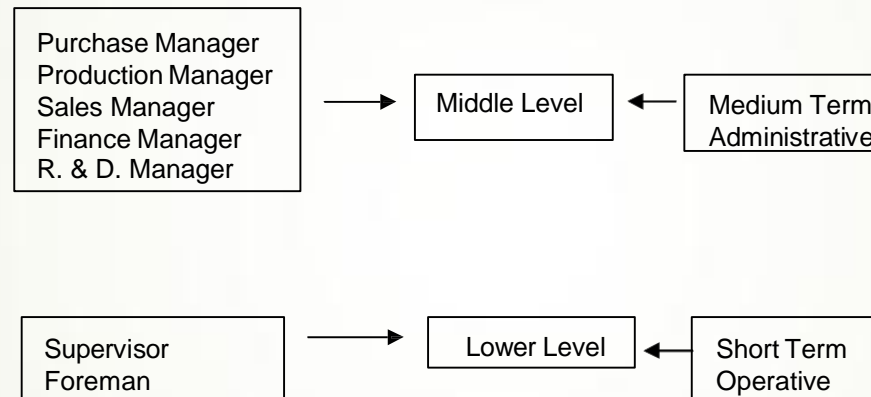 Purchase Manager
Production Manager
Sales Manager
Finance Manager
R. & D. Manager
Middle Level
Medium Term
Administrative
Supervisor
Foreman
Lower Level
Short Term
Operative